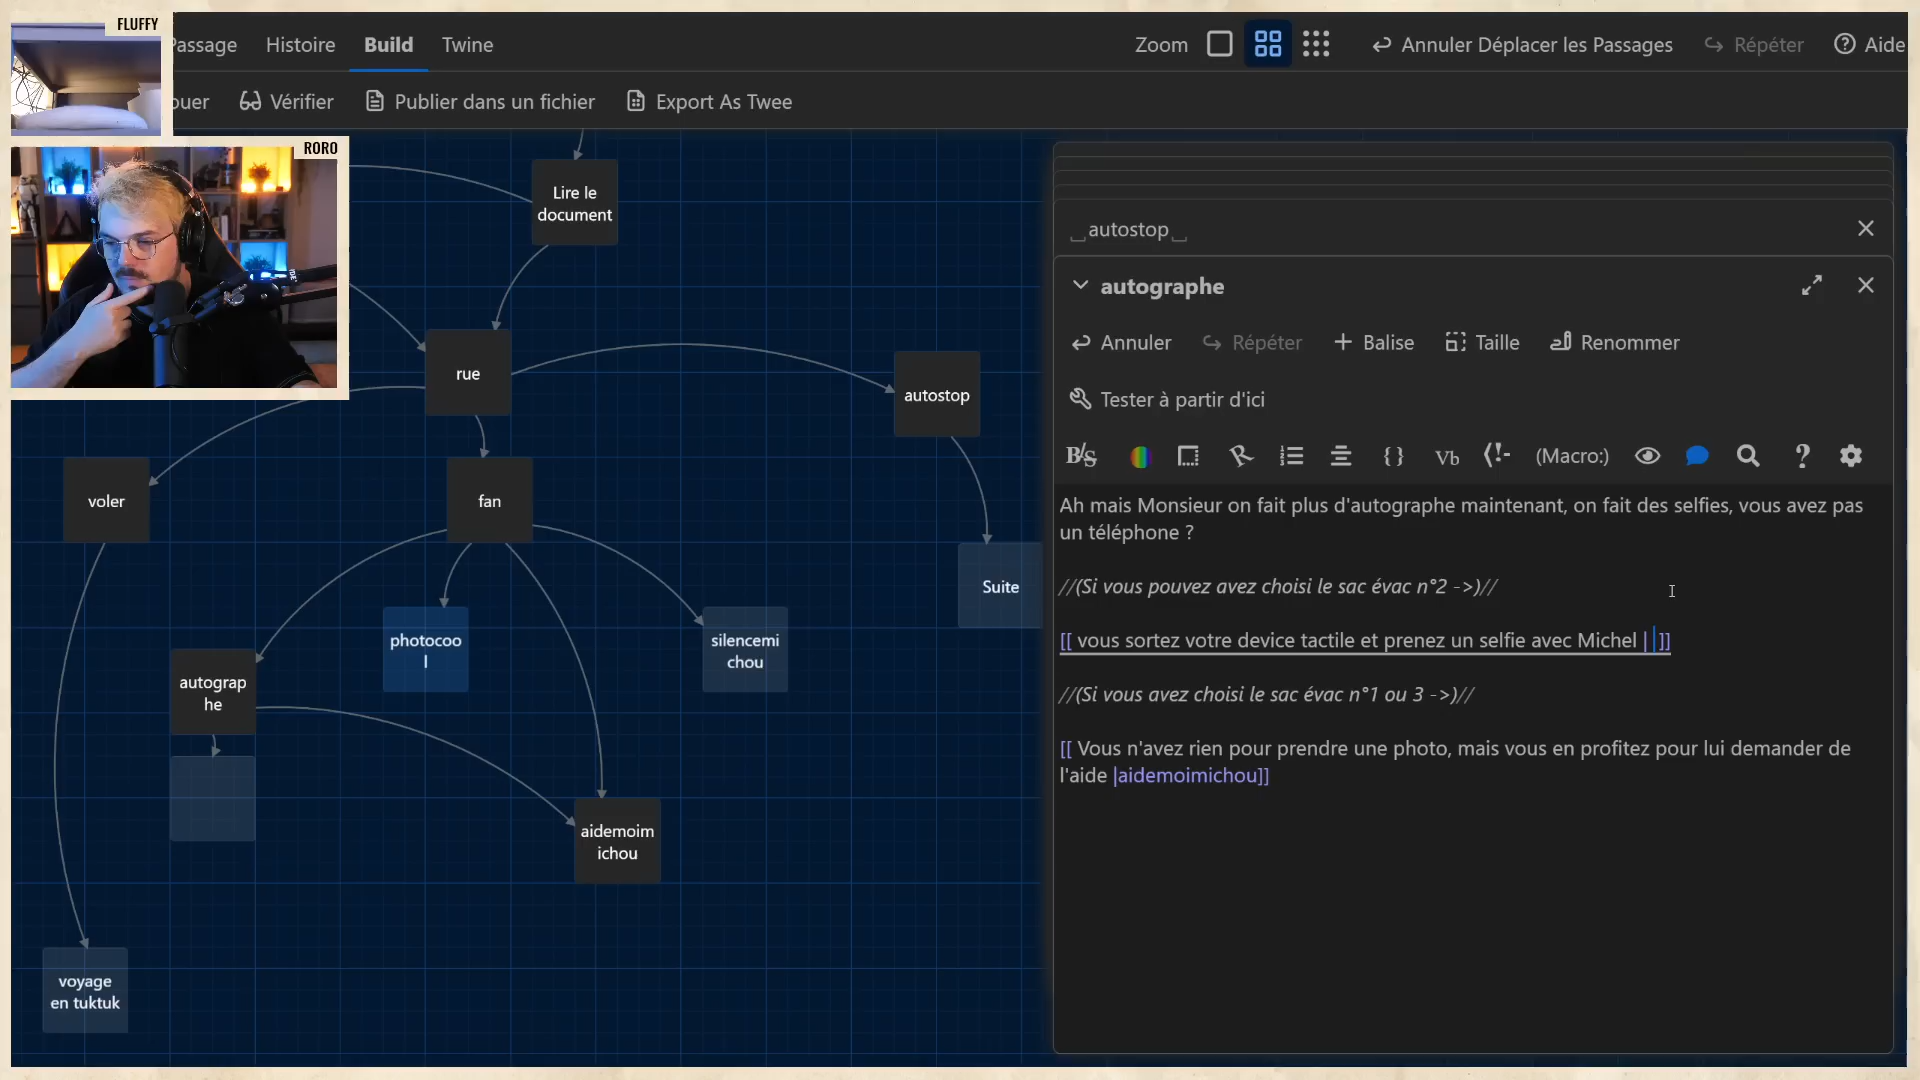 FLUFFY
Passage
Histoire
Build
Twine
Zoom
Annuler Déplacer les Passages
Répéter
Aide
Vérifier
Publier dans un fichier
Export As Twee
RORO
Lire le
document
rue
autostop
voler
fan
Suite
photocoo
l
silencemi
chou
autograp
he
aidemoim
ichou
voyage
en tuktuk
autostop
autographe
Annuler
Répéter
Balise
Taille
Renommer
Tester à partir d'ici
(Macro:)
Ah mais Monsieur on fait plus d'autographe maintenant, on fait des selfies, vous avez pas
un téléphone ?
//(Si vous pouvez avez choisi le sac évac n°2 ->)//
[[ vous sortez votre device tactile et prenez un selfie avec Michel | ]]
//(Si vous avez choisi le sac évac n°1 ou 3 ->)//
[[ Vous n'avez rien pour prendre une photo, mais vous en profitez pour lui demander de
l'aide |aidemoimichou]]